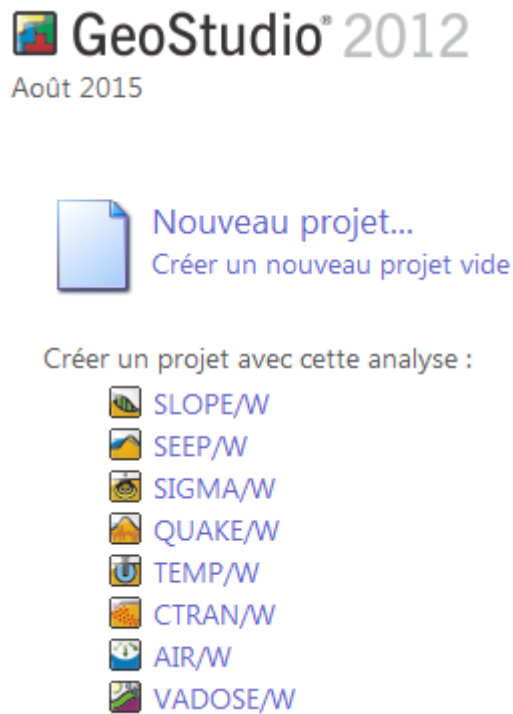 GeoStudio® 2012
Août 2015
Nouveau projet...
Créer un nouveau projet vide
Créer un projet avec cette analyse :
SLOPE/W
SEEP/W
SIGMA/W
QUAKE/W
TEMP/W
CTRAN/W
AIR/W
VADOSE/W